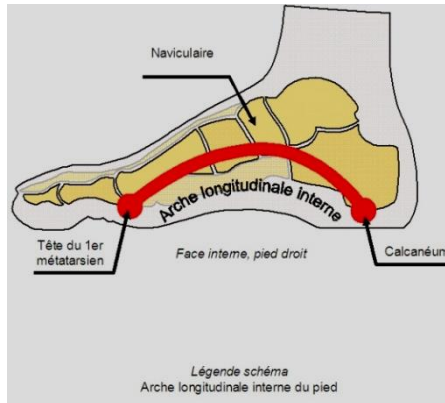 Naviculaire
Arche longitudinale interne
Tête du 1er
métatarsien
Face interne, pied droit
Calcanéum
Légende schéma
Arche longitudinale interne du pied